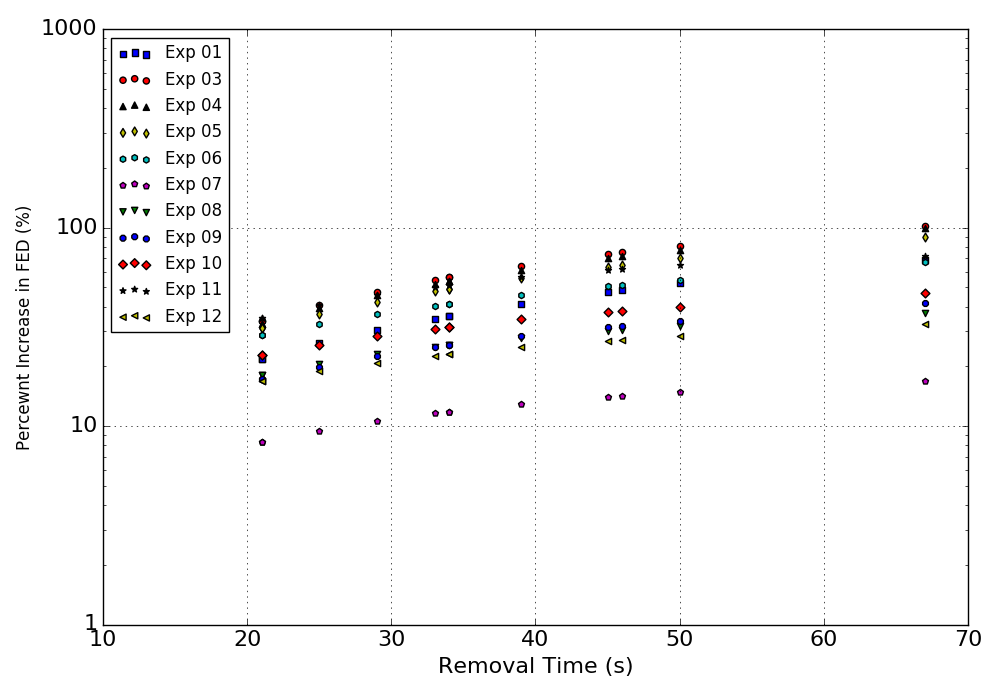 1000
100
10
1
Percewnt Increase in FED (%)
Exp 01
Exp 03
Exp 04
Exp 05
Exp 06
Exp 07
Exp 08
Exp 09
Exp 10
Exp 11
Exp 12
10 20 30 40 50 60 70
Removal Time (s)